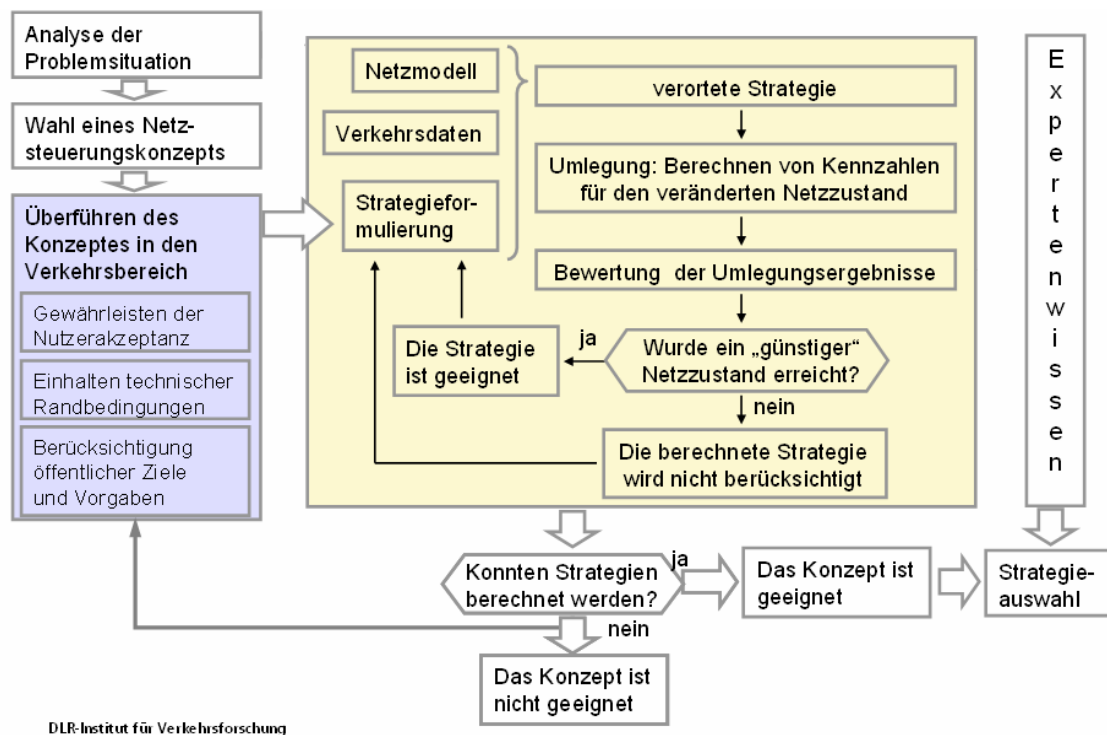 Analyse der
Problemsituation
Wahl eines Netz-
steuerungskonzepts
Überführen des
Konzeptes in den
Verkehrsbereich
Gewährleisten der
Nutzerakzeptanz
Einhalten technischer
Randbedingungen
Berücksichtigung
öffentlicher Ziele
und Vorgaben
Netzmodell
Verkehrsdaten
Strategiefor-
mulierung
verortete Strategie
Umlegung: Berechnen von Kennzahlen
für den veränderten Netzzustand
Bewertung der Umlegungsergebnisse
Wurde ein „günstiger“
Netzzustand erreicht?
ja
Die Strategie
ist geeignet
nein
Die berechnete Strategie
wird nicht berücksichtigt
Expertenwissen
Konnten Strategien
berechnet werden?
ja
Das Konzept ist
geeignet
Strategie-
auswahl
nein
Das Konzept ist
nicht geeignet
DLR-Institut für Verkehrsforschung